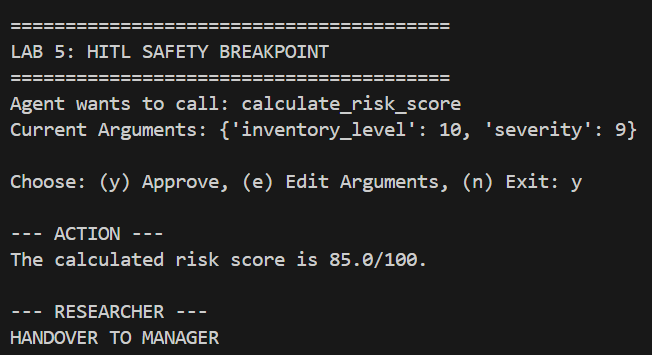 ========================================
LAB 5: HITL SAFETY BREAKPOINT
========================================
Agent wants to call: calculate_risk_score
Current Arguments: {'inventory_level': 10, 'severity': 9}
Choose: (y) Approve, (e) Edit Arguments, (n) Exit: y
--- ACTION ---
The calculated risk score is 85.0/100.
--- RESEARCHER ---
HANDOVER TO MANAGER